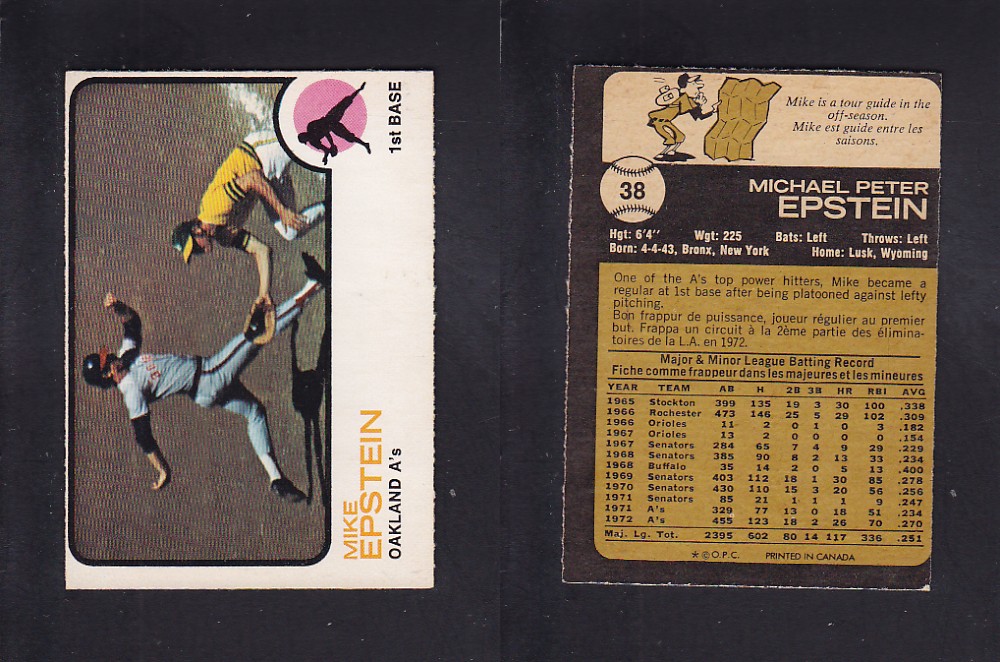 1st BASE
MIKE
EPSTEIN
OAKLAND A's
Mike is a tour guide in the
off-season.
Mike est guide entre les
saisons.
38
MICHAEL PETER
EPSTEIN
Hgt: 6'4" Wgt: 225 Bats: Left Throws: Left
Born: 4-4-43, Bronx, New York Home: Lusk, Wyoming
One of the A's top power hitters, Mike became a
regular at 1st base after being platooned against lefty
pitching.
Bon frappur de puissance, joueur régulier au premier
but. Frappa un circuit à la 2ème partie des élimina-
toires de la L.A. en 1972.
Major & Minor League Batting Record
Fiche comme frappeur dans les majeures et les mineures
YEAR TEAM AB H 2B 3B HR RBI AVG
1965 Stockton 399 135 19 3 30 100 .338
1966 Rochester 473 146 25 5 29 102 .309
1966 Orioles 11 2 0 1 0 3 .182
1967 Orioles 13 2 0 0 0 0 .154
1967 Senators 284 65 7 4 9 29 .229
1968 Senators 385 90 8 2 13 33 .234
1968 Buffalo 35 14 2 0 5 13 .400
1969 Senators 403 112 18 1 30 85 .278
1970 Senators 430 110 15 3 20 56 .256
1971 Senators 85 21 1 1 1 9 .247
1971 A's 329 77 13 0 18 51 .234
1972 A's 455 123 18 2 26 70 .270
Maj. Lg. Tot. 2395 602 80 14 117 336 .251
* © O.P.C. PRINTED IN CANADA